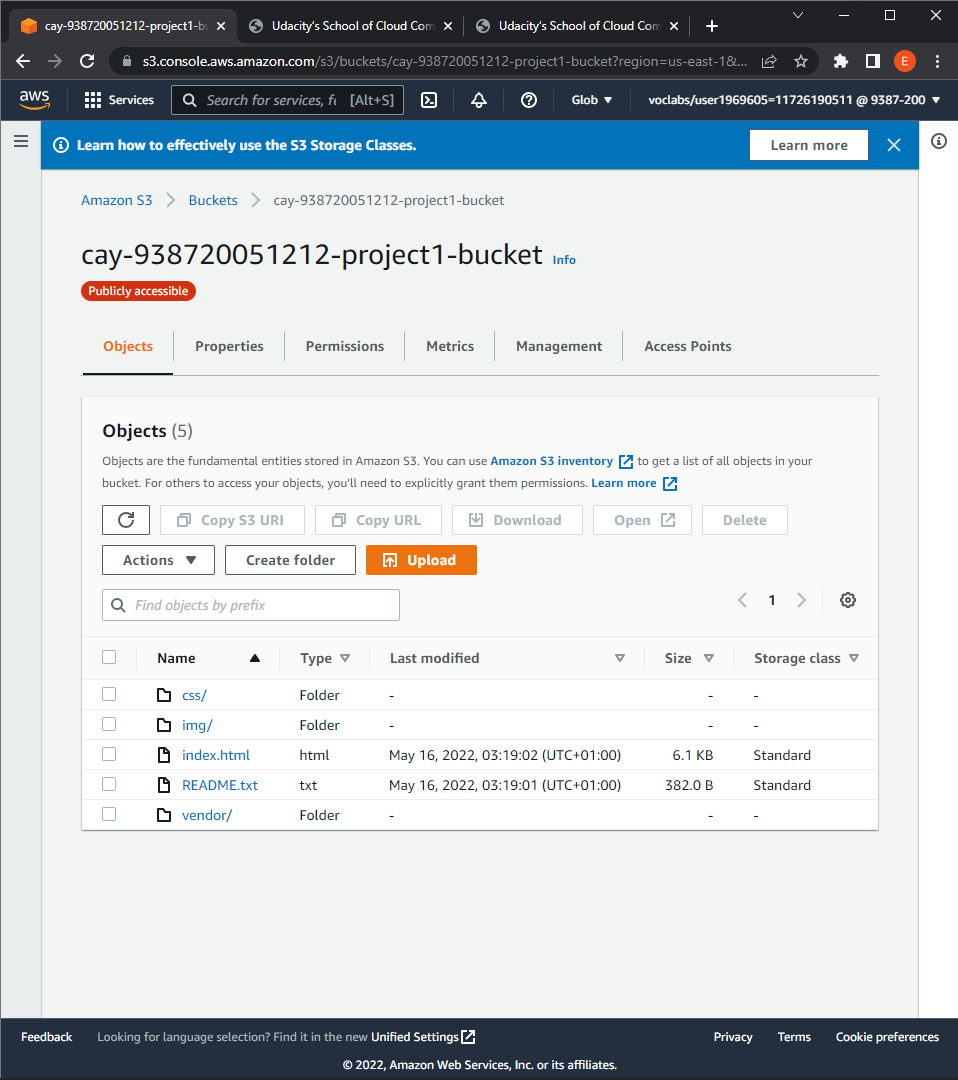 cay-938720051212-project1-bu
Udacity's School of Cloud Com
Udacity's School of Cloud Com
s3.console.aws.amazon.com/s3/buckets/cay-938720051212-project1-bucket?region=us-east-1&...
E
aws
Services
Search for services, fe
[Alt+S]
Glob
voclabs/user1969605=11726190511 @ 9387-200
Learn how to effectively use the S3 Storage Classes.
Learn more
Amazon S3
Buckets
cay-938720051212-project1-bucket
cay-938720051212-project1-bucket Info
Publicly accessible
Objects
Properties
Permissions
Metrics
Management
Access Points
Objects (5)
Objects are the fundamental entities stored in Amazon S3. You can use Amazon S3 inventory to get a list of all objects in your
bucket. For others to access your objects, you'll need to explicitly grant them permissions. Learn more
Copy S3 URI
Copy URL
Download
Open
Delete
Actions
Create folder
Upload
Find objects by prefix
1
Name
Type
Last modified
Size
Storage class
css/ Folder - - -
img/ Folder - - -
index.html html May 16, 2022, 03:19:02 (UTC+01:00) 6.1 KB Standard
README.txt txt May 16, 2022, 03:19:01 (UTC+01:00) 382.0 B Standard
vendor/ Folder - - -
Feedback
Looking for language selection? Find it in the new Unified Settings
Privacy
Terms
Cookie preferences
© 2022, Amazon Web Services, Inc. or its affiliates.